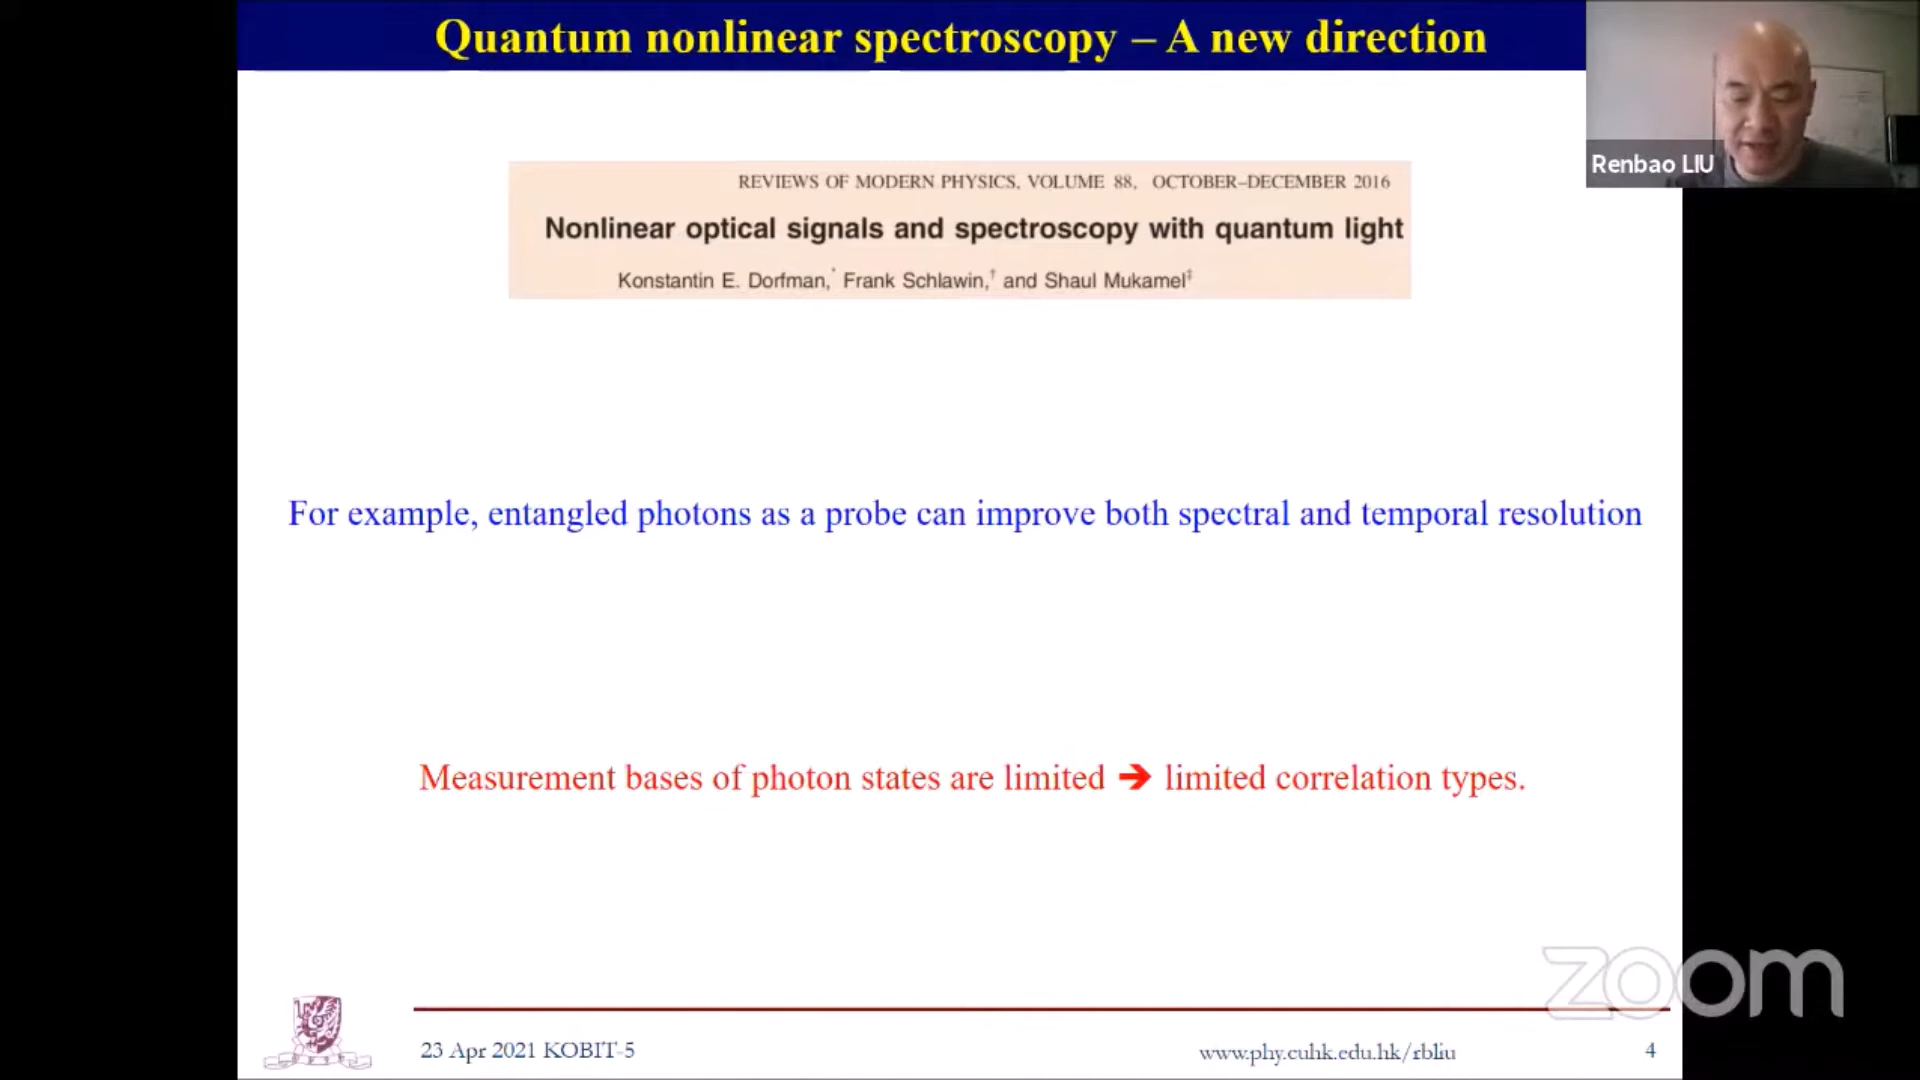 Quantum nonlinear spectroscopy – A new direction
Renbao LIU
REVIEWS OF MODERN PHYSICS, VOLUME 88, OCTOBER–DECEMBER 2016
Nonlinear optical signals and spectroscopy with quantum light
Konstantin E. Dorfman,* Frank Schlawin,† and Shaul Mukamel‡
For example, entangled photons as a probe can improve both spectral and temporal resolution
Measurement bases of photon states are limited ➔ limited correlation types.
zoom
23 Apr 2021 KOBIT-5
www.phy.cuhk.edu.hk/rbliu
4